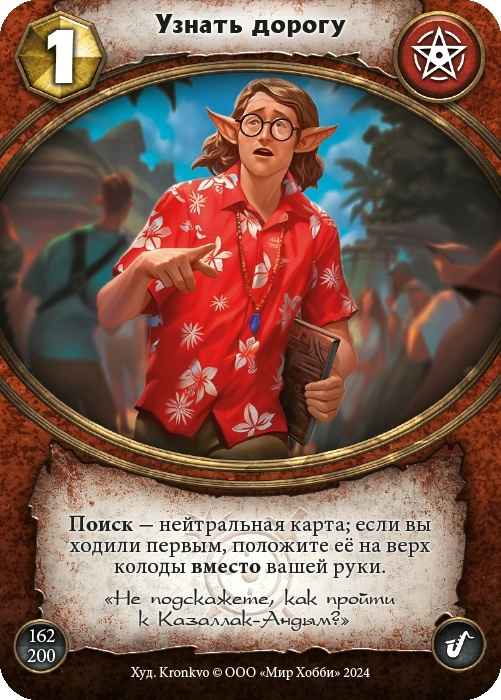 Узнать дорогу
1
Поиск — нейтральная карта; если вы
ходили первым, положите её на верх
колоды вместо вашей руки.
«Не подскажете, как пройти
к Казаллак-Андым?»
162
200
Худ. Kronkvo © ООО «Мир Хобби» 2024